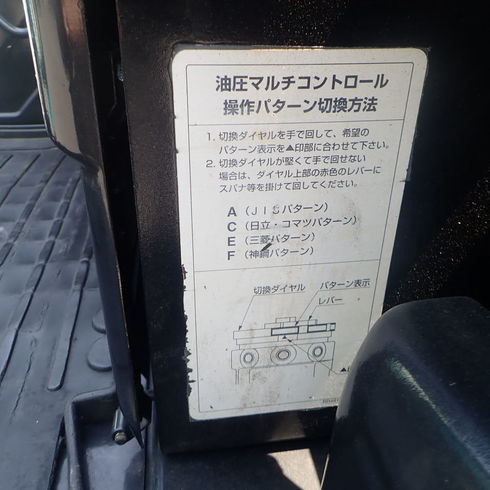 油圧マルチコントロール
操作パターン切換方法
1. 切換ダイヤルを手で回して、希望の
パターン表示を▲印部に合わせて下さい。
2. 切換ダイヤルが堅くて手で回せない
場合は、ダイヤル上部の赤色のレバーに
スパナ等を掛けて回してください。
A (JISパターン)
C (日立・コマツパターン)
E (三菱パターン)
F (神鋼パターン)
切換ダイヤル パターン表示
レバー